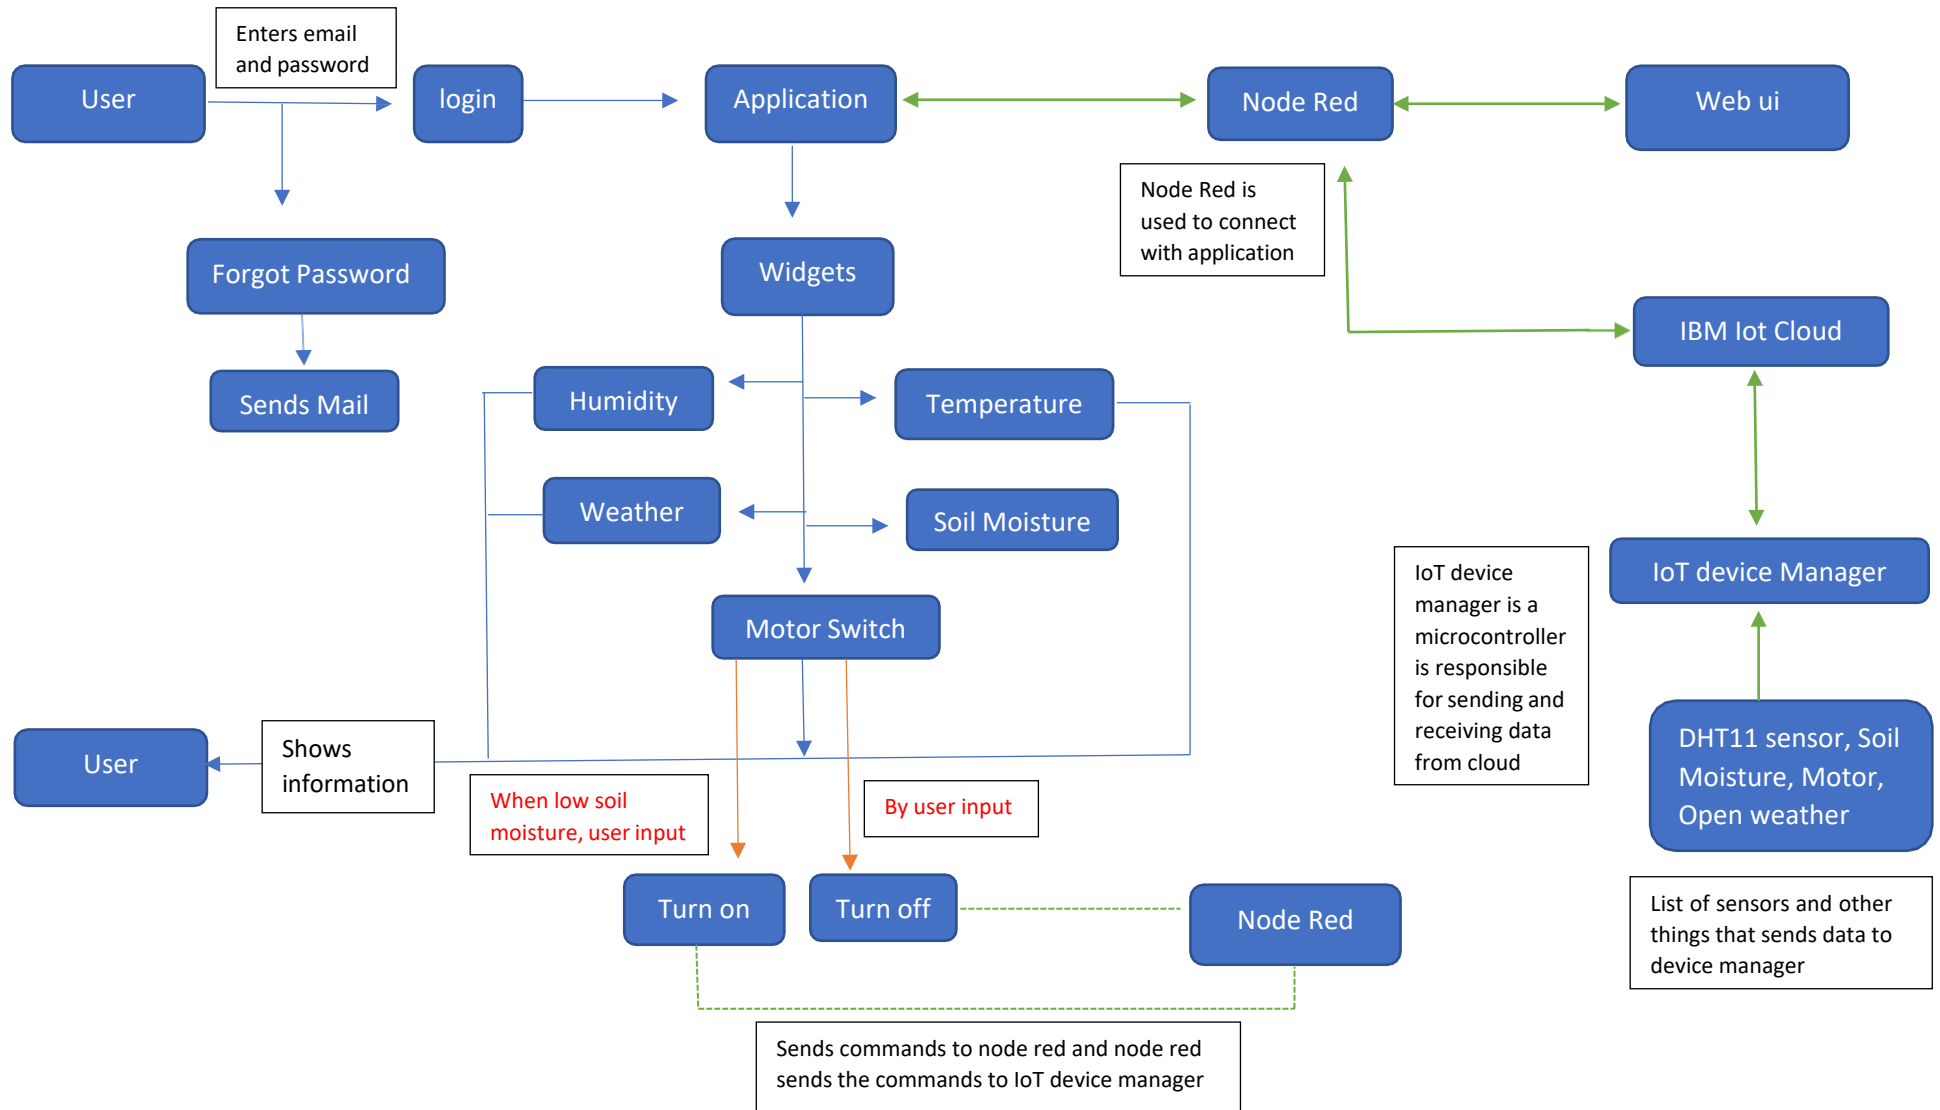 Enters email
and password
User
login
Application
Node Red
Web ui
Node Red is
used to connect
with application
Forgot Password
Widgets
IBM Iot Cloud
Sends Mail
Humidity
Temperature
Weather
Soil Moisture
IoT device
manager is a
microcontroller
is responsible
for sending and
receiving data
from cloud
IoT device Manager
Motor Switch
User
Shows
information
When low soil
moisture, user input
By user input
DHT11 sensor, Soil
Moisture, Motor,
Open weather
Turn on
Turn off
Node Red
List of sensors and other
things that sends data to
device manager
Sends commands to node red and node red
sends the commands to IoT device manager